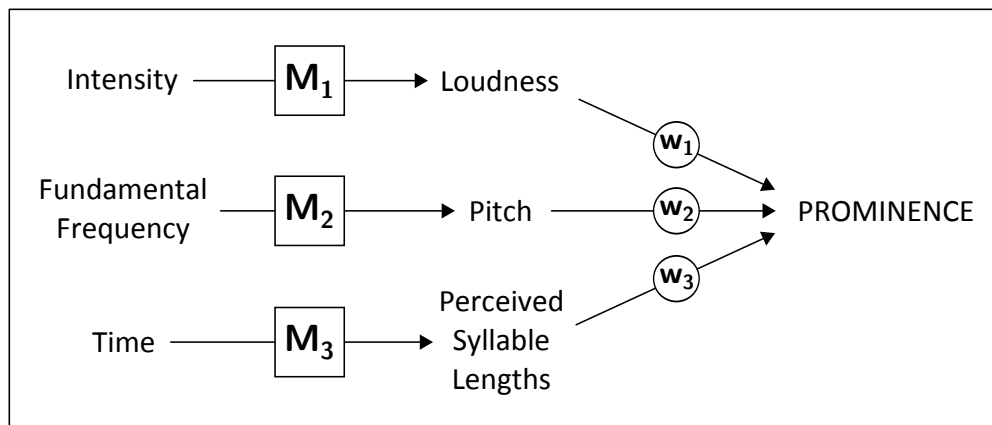 Intensity
M1
Loudness
w1
Fundamental
Frequency
M2
Pitch
w2
PROMINENCE
Time
M3
Perceived
Syllable
Lengths
w3